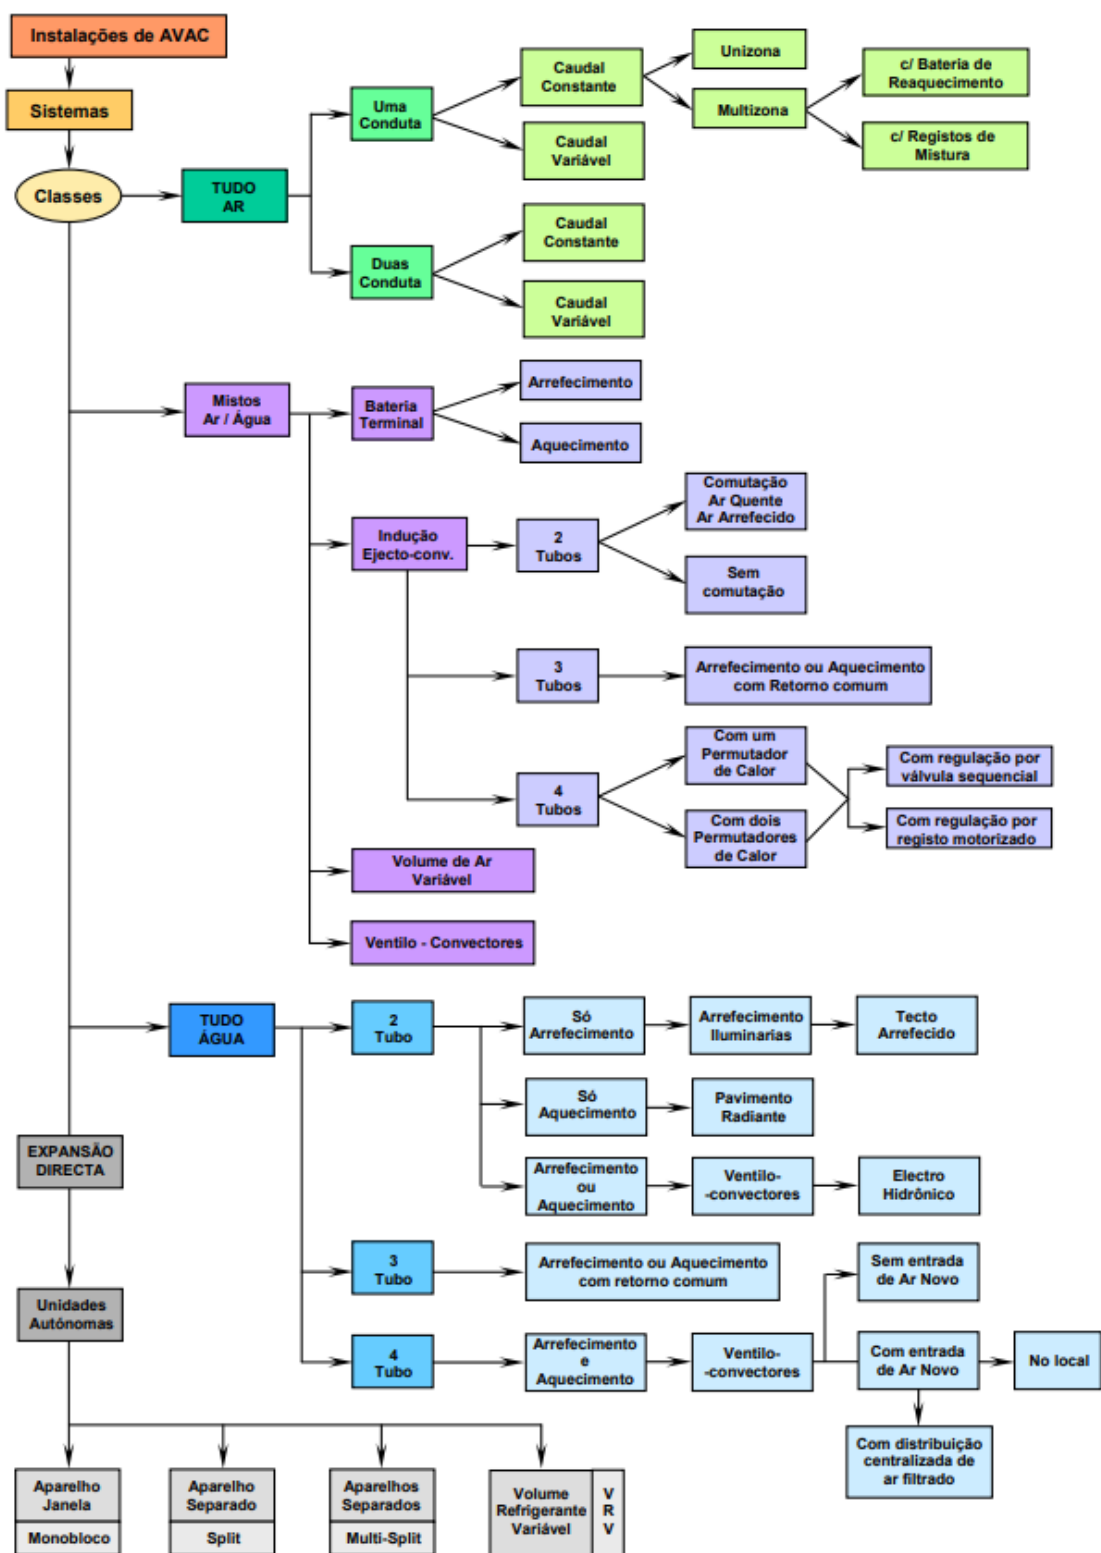 Instalações de AVAC
Sistemas
Classes
TUDO
AR
Uma
Conduta
Caudal
Constante
Unizona
Multizona
c/ Bateria de
Reaquecimento
c/ Registos de
Mistura
Caudal
Variável
Duas
Conduta
Caudal
Constante
Caudal
Variável
Mistos
Ar / Água
Bateria
Terminal
Arrefecimento
Aquecimento
Indução
Ejecto-conv.
2
Tubos
Comutação
Ar Quente
Ar Arrefecido
Sem
comutação
3
Tubos
Arrefecimento ou Aquecimento
com Retorno comum
4
Tubos
Com um
Permutador
de Calor
Com dois
Permutadores
de Calor
Com regulação por
válvula sequencial
Com regulação por
registo motorizado
Volume de Ar
Variável
Ventilo - Convectores
TUDO
ÁGUA
2
Tubo
Só
Arrefecimento
Arrefecimento
Iluminarias
Tecto
Arrefecido
Só
Aquecimento
Pavimento
Radiante
Arrefecimento
ou
Aquecimento
Ventilo-
-convectores
Electro
Hidrônico
3
Tubo
Arrefecimento ou Aquecimento
com retorno comum
4
Tubo
Arrefecimento
e
Aquecimento
Ventilo-
-convectores
Sem entrada
de Ar Novo
Com entrada
de Ar Novo
No local
Com distribuição
centralizada de
ar filtrado
EXPANSÃO
DIRECTA
Unidades
Autónomas
Aparelho
Janela
Monobloco
Aparelho
Separado
Split
Aparelhos
Separados
Multi-Split
Volume
Refrigerante
Variável
V
R
V